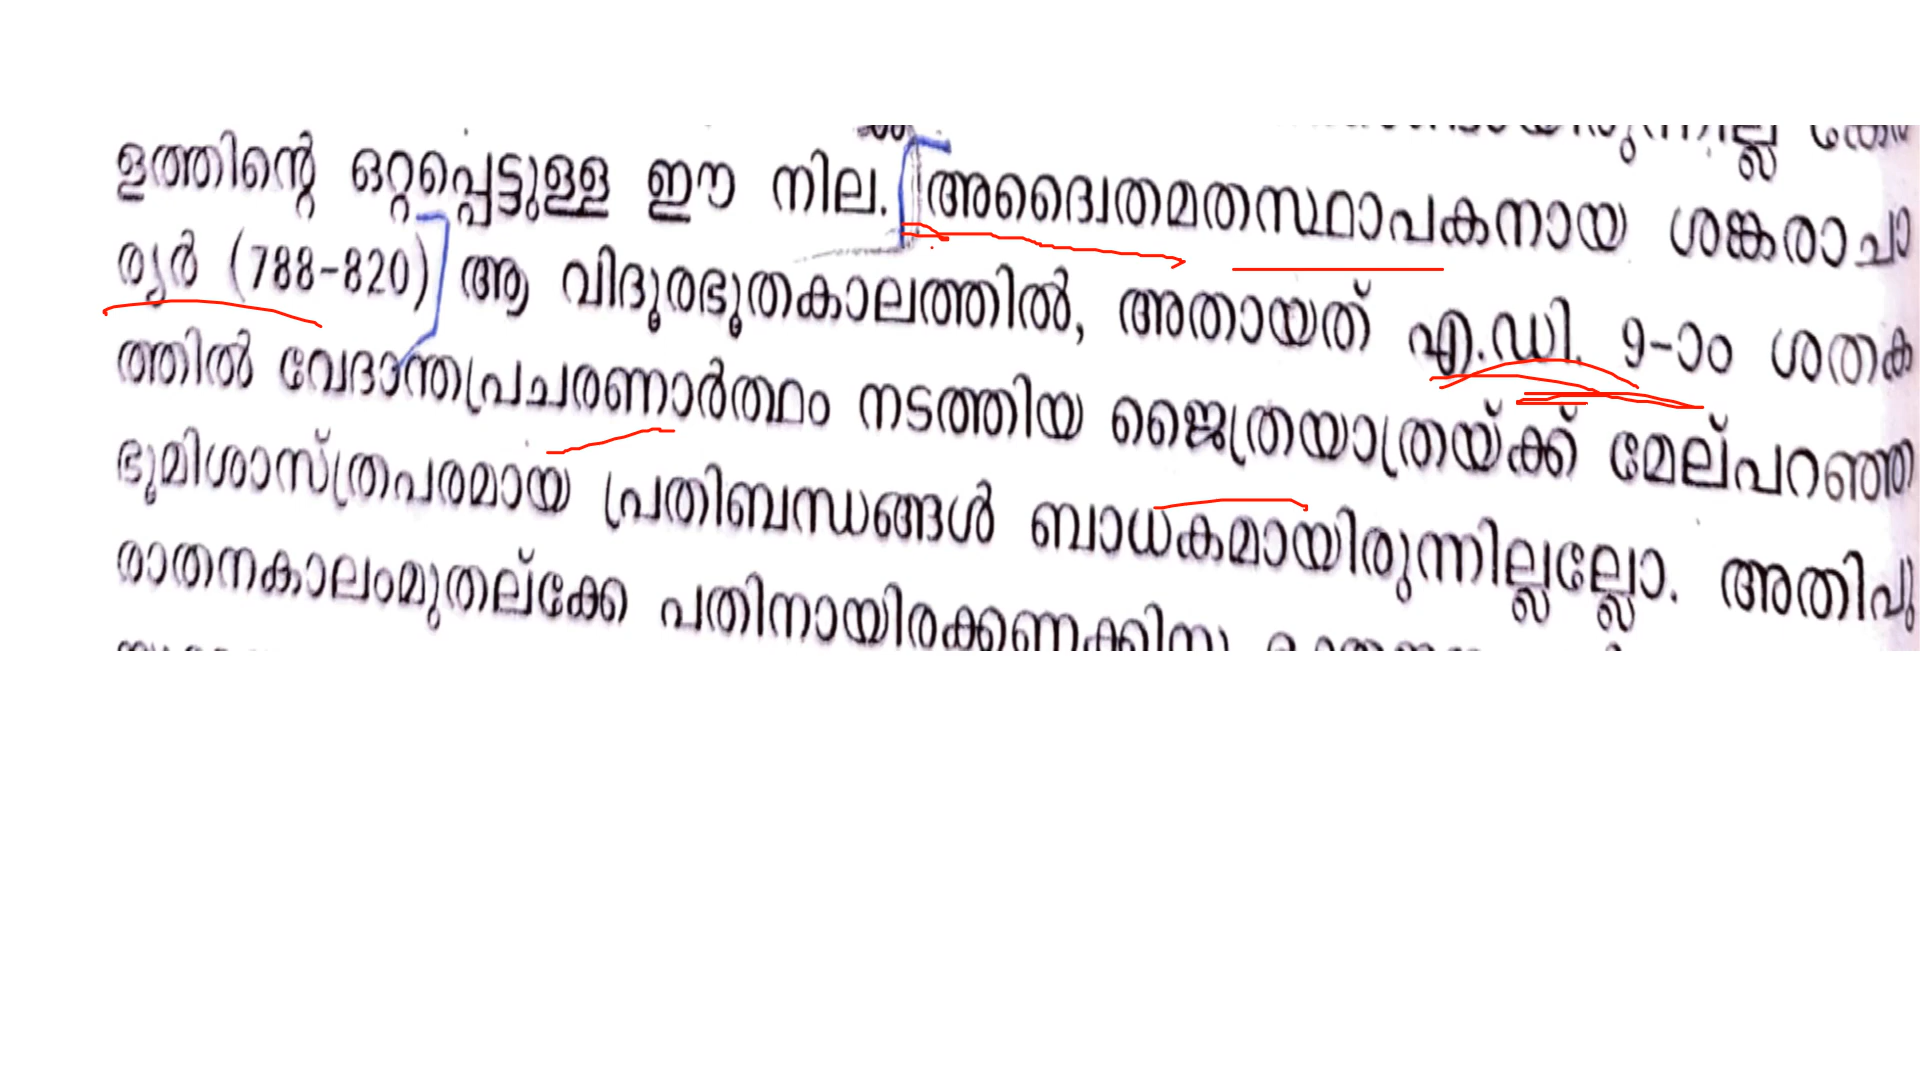 ളത്തിന്റെ ഒറ്റപ്പെട്ടുള്ള ഈ നില. അദ്വൈതമതസ്ഥാപകനായ ശങ്കരാചാ
ര്യർ (788-820) ആ വിദൂരഭൂതകാലത്തിൽ, അതായത് എ.ഡി. 9-ാം ശതക
ത്തിൽ വേദാന്തപ്രചരണാർത്ഥം നടത്തിയ ജൈത്രയാത്രയ്ക്ക് മേല്പറഞ്ഞ
ഭൂമിശാസ്ത്രപരമായ പ്രതിബന്ധങ്ങൾ ബാധകമായിരുന്നില്ലല്ലോ. അതിപു
രാതനകാലംമുതല്ക്കേ പതിനായിരക്കണക്കിനു